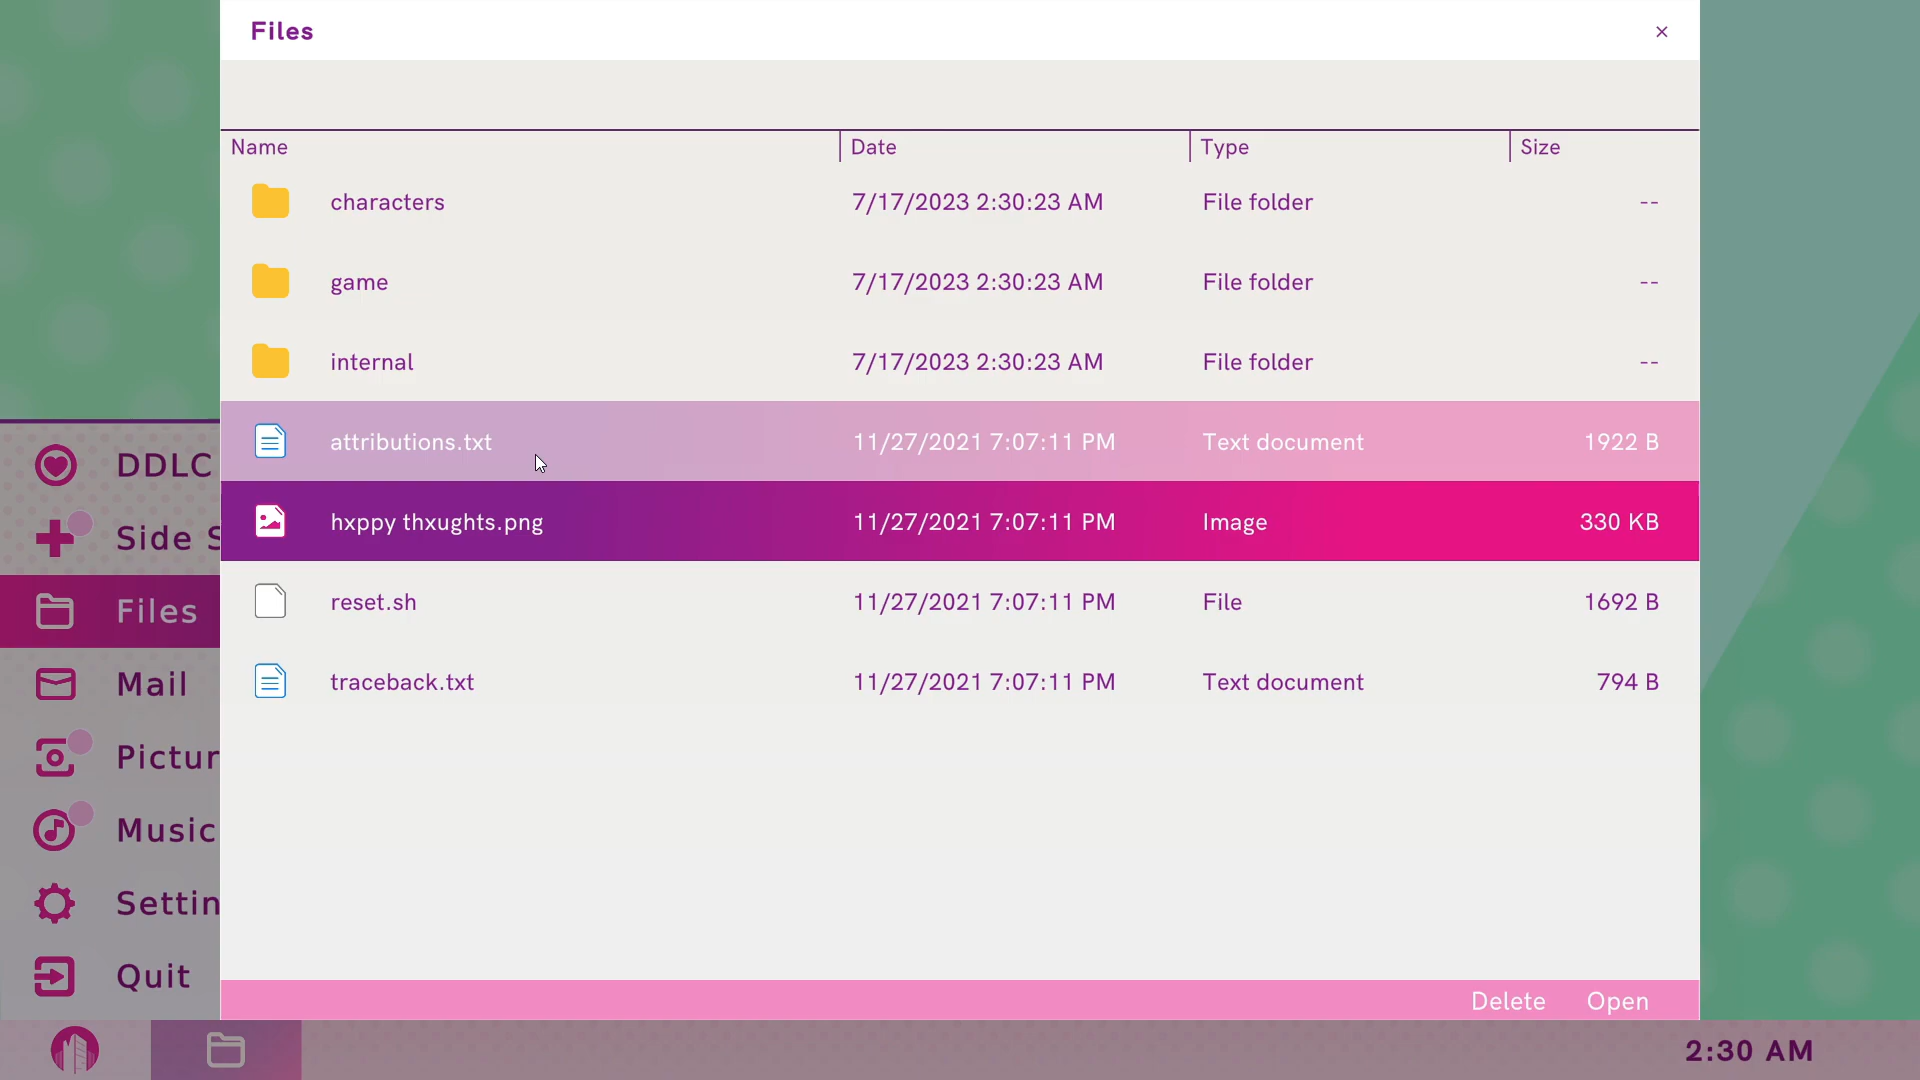 Files
×
Name Date Type Size
characters 7/17/2023 2:30:23 AM File folder --
game 7/17/2023 2:30:23 AM File folder --
internal 7/17/2023 2:30:23 AM File folder --
attributions.txt 11/27/2021 7:07:11 PM Text document 1922 B
hxppy thxughts.png 11/27/2021 7:07:11 PM Image 330 KB
reset.sh 11/27/2021 7:07:11 PM File 1692 B
traceback.txt 11/27/2021 7:07:11 PM Text document 794 B
Delete Open
DDLC
Side S
Files
Mail
Pictur
Music
Settin
Quit
2:30 AM